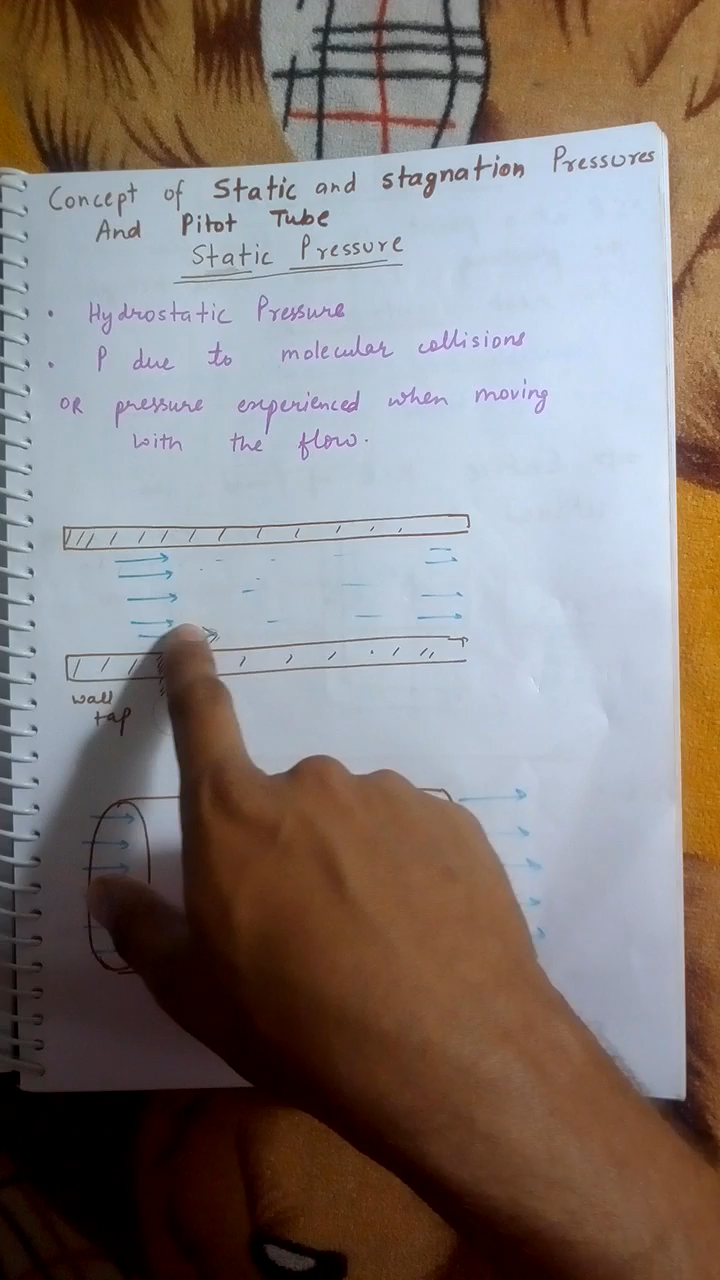 Concept of Static and stagnation Pressures
And Pitot Tube
Static Pressure
• Hydrostatic Pressure
• P due to molecular collisions
OR pressure experienced when moving
with the flow.
wall
tap